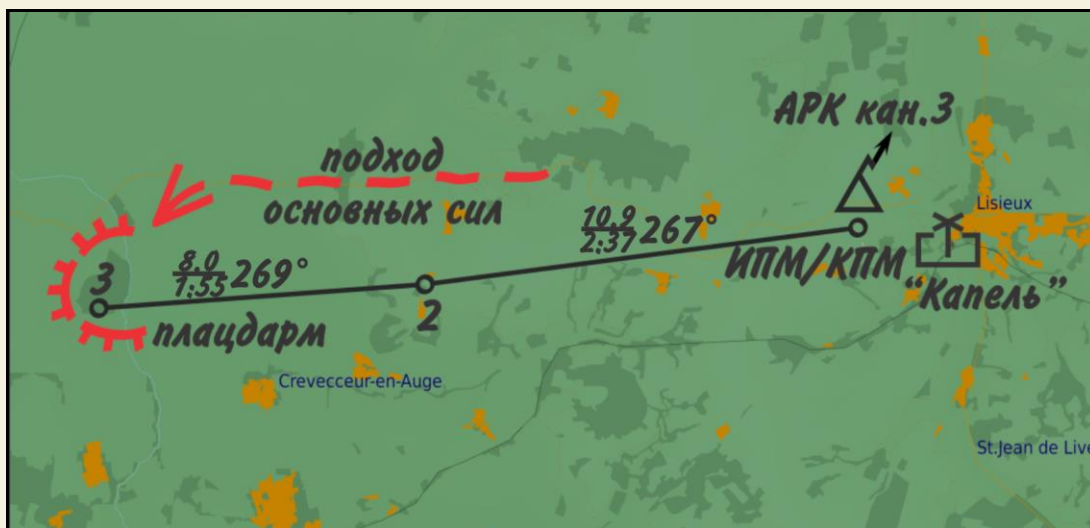 АРК кан.3
подход
основных сил
Lisieux
10.9
2:37 267°
ИПМ/КПМ
"Капель"
8.0
1:55 269°
3
2
плацдарм
Crevecceur-en-Auge
St.Jean de Live